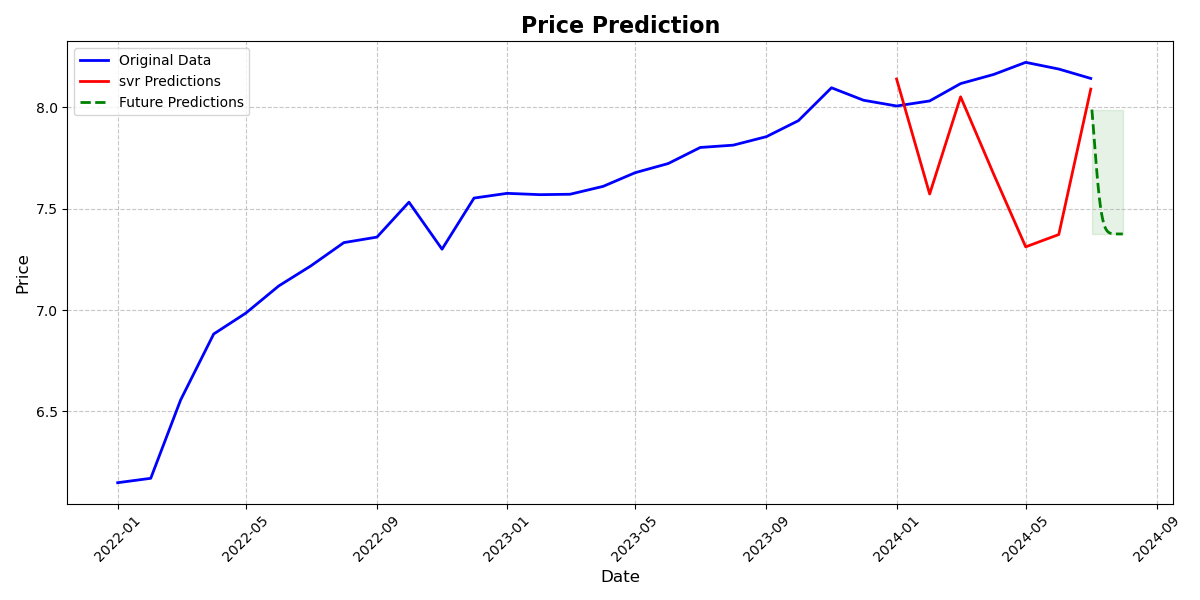 Price Prediction
Original Data
svr Predictions
Future Predictions
Price
8.0
7.5
7.0
6.5
2022-01
2022-05
2022-09
2023-01
2023-05
2023-09
2024-01
2024-05
2024-09
Date